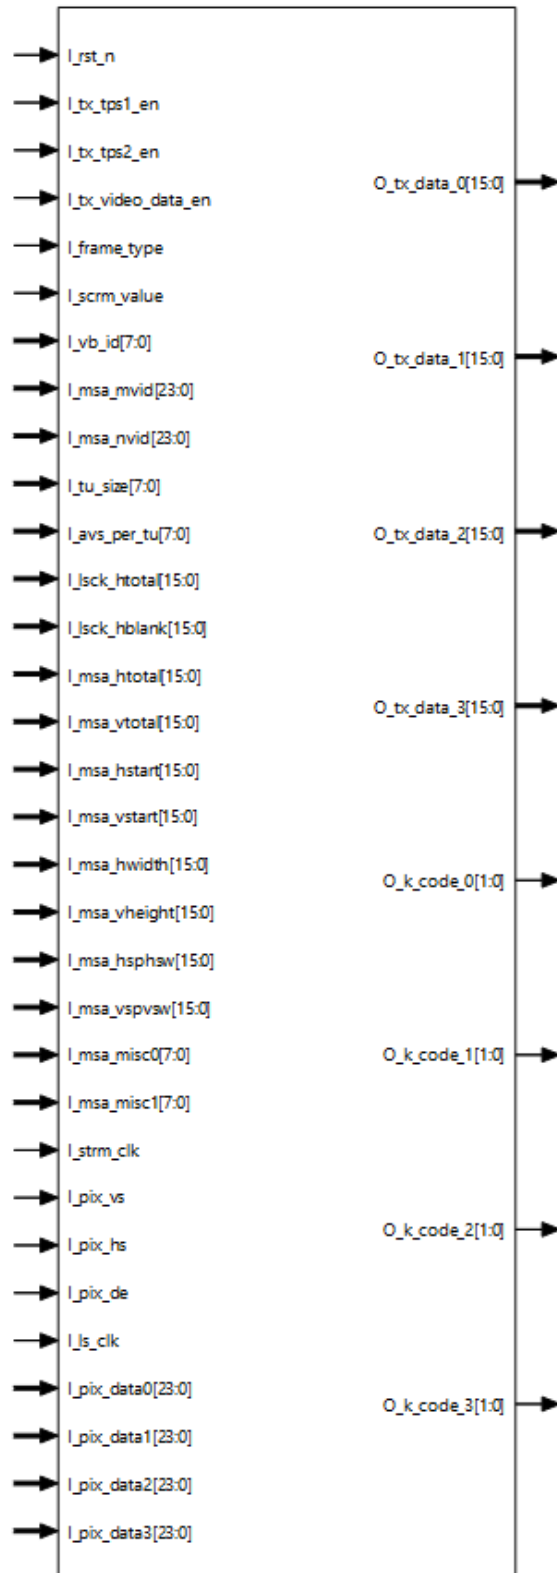 I_rst_n
I_tx_tps1_en
I_tx_tps2_en
O_tx_data_0[15:0]
I_tx_video_data_en
I_frame_type
I_scrm_value
I_vb_id[7:0]
O_tx_data_1[15:0]
I_msa_mvid[23:0]
I_msa_nvid[23:0]
I_tu_size[7:0]
I_avs_per_tu[7:0]
O_tx_data_2[15:0]
I_lsck_htotal[15:0]
I_lsck_hblank[15:0]
I_msa_htotal[15:0]
O_tx_data_3[15:0]
I_msa_vtotal[15:0]
I_msa_hstart[15:0]
I_msa_vstart[15:0]
I_msa_hwidth[15:0]
O_k_code_0[1:0]
I_msa_vheight[15:0]
I_msa_hsphsw[15:0]
I_msa_vspvsw[15:0]
I_msa_misc0[7:0]
O_k_code_1[1:0]
I_msa_misc1[7:0]
I_strm_clk
I_pix_vs
O_k_code_2[1:0]
I_pix_hs
I_pix_de
I_ls_clk
I_pix_data0[23:0]
O_k_code_3[1:0]
I_pix_data1[23:0]
I_pix_data2[23:0]
I_pix_data3[23:0]